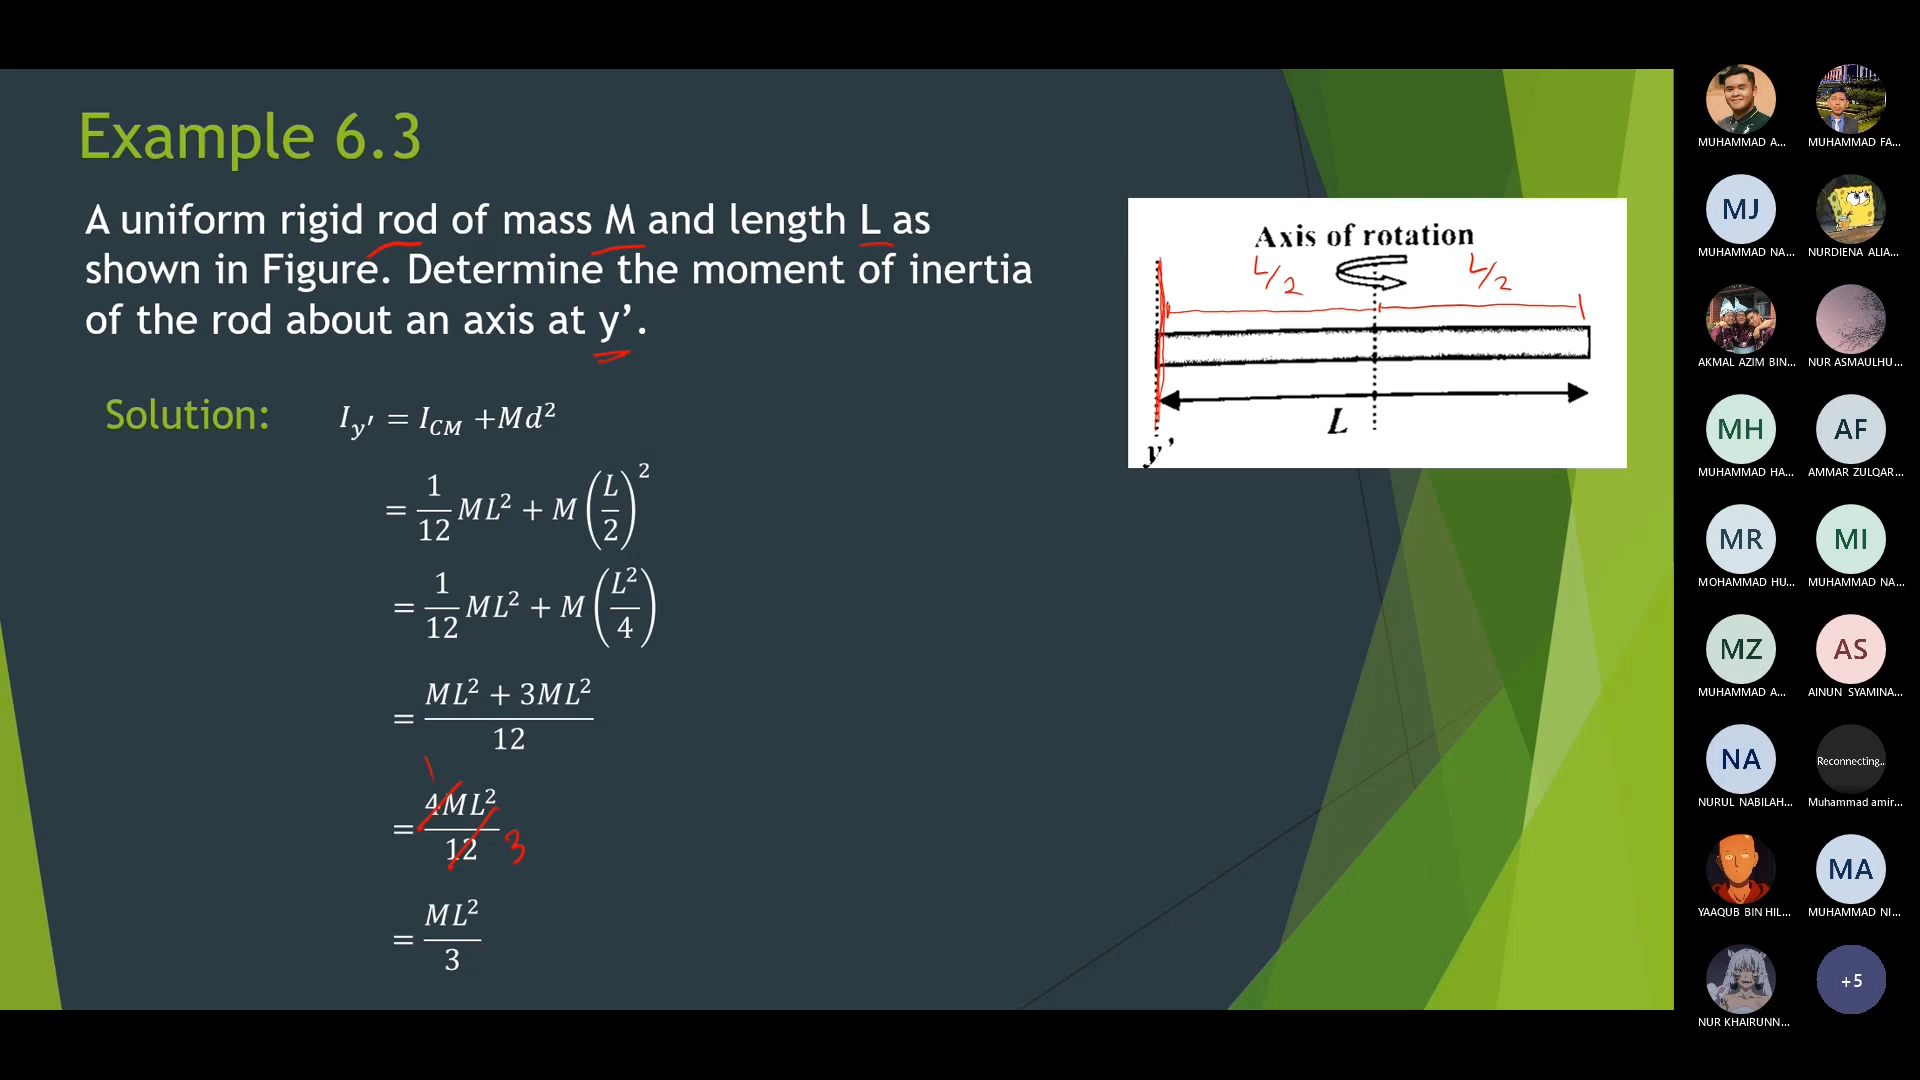 Example 6.3
A uniform rigid rod of mass M and length L as
shown in Figure. Determine the moment of inertia
of the rod about an axis at y’.
Solution:
I_y' = I_CM +Md²
= 1/12 ML² + M (L/2)²
= 1/12 ML² + M (L²/4)
= (ML² + 3ML²)/12
1
= 4ML²/12
3
= ML²/3
Axis of rotation
L/2
L/2
L
y’
MUHAMMAD A...
MUHAMMAD FA...
MJ
MUHAMMAD NA...
NURDIENA ALIA...
AKMAL AZIM BIN...
NUR ASMAULHU...
MH
AF
MUHAMMAD HA...
AMMAR ZULQAR...
MR
MI
MOHAMMAD HU...
MUHAMMAD NA...
MZ
AS
MUHAMMAD A...
AINUN SYAMINA...
NA
Reconnecting...
NURUL NABILAH...
Muhammad amir...
MA
YAAQUB BIN HIL...
MUHAMMAD NI...
+5
NUR KHAIRUNN...